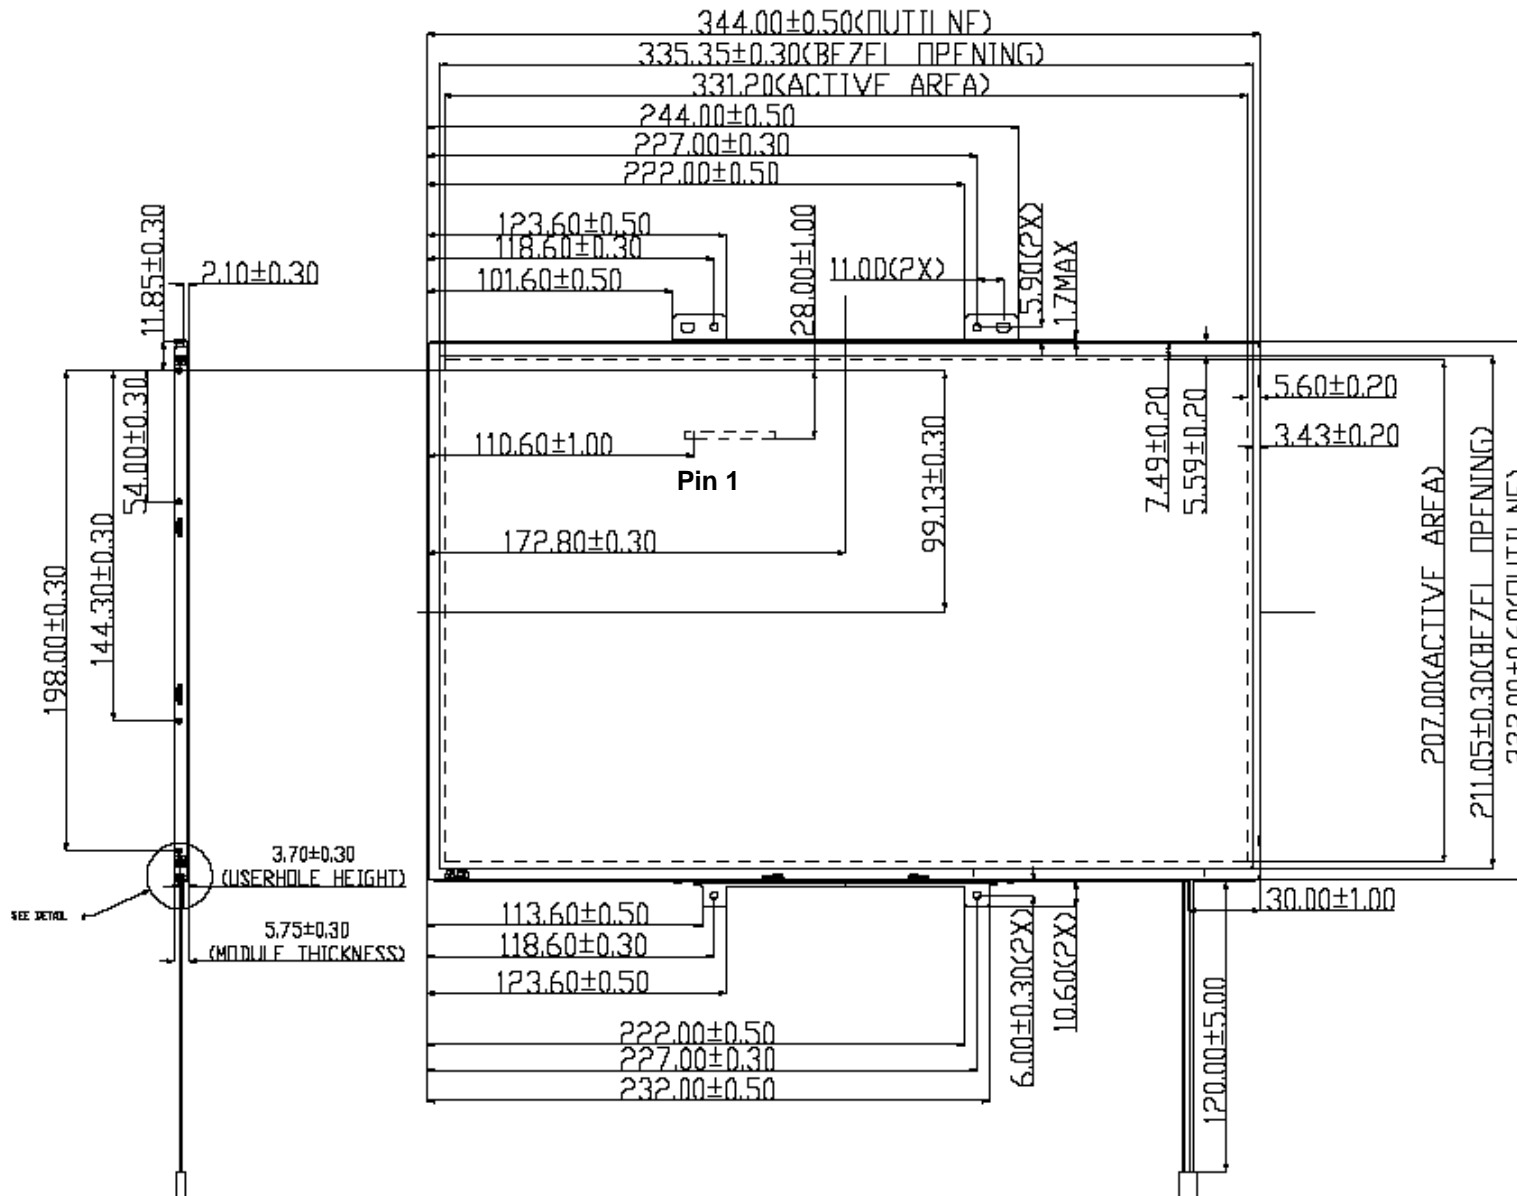 344.00±0.50(OUTLINE)
335.35±0.30(BEZEL OPENING)
331.20(ACTIVE AREA)
244.00±0.50
227.00±0.30
222.00±0.50
123.60±0.50
118.60±0.30
101.60±0.50
28.00±1.00
11.00(2X)
5.90(2X)
1.7MAX
11.85±0.30
2.10±0.30
54.00±0.30
144.30±0.30
198.00±0.30
110.60±1.00
Pin 1
172.80±0.30
99.13±0.30
7.49±0.20
5.59±0.20
5.60±0.20
3.43±0.20
207.00(ACTIVE AREA)
211.05±0.30(BEZEL OPENING)
3.70±0.30
(USERHOLE HEIGHT)
SEE DETAIL
5.75±0.30
(MODULE THICKNESS)
113.60±0.50
118.60±0.30
123.60±0.50
222.00±0.50
227.00±0.30
232.00±0.50
6.00±0.30(2X)
10.60(2X)
120.00±5.00
30.00±1.00